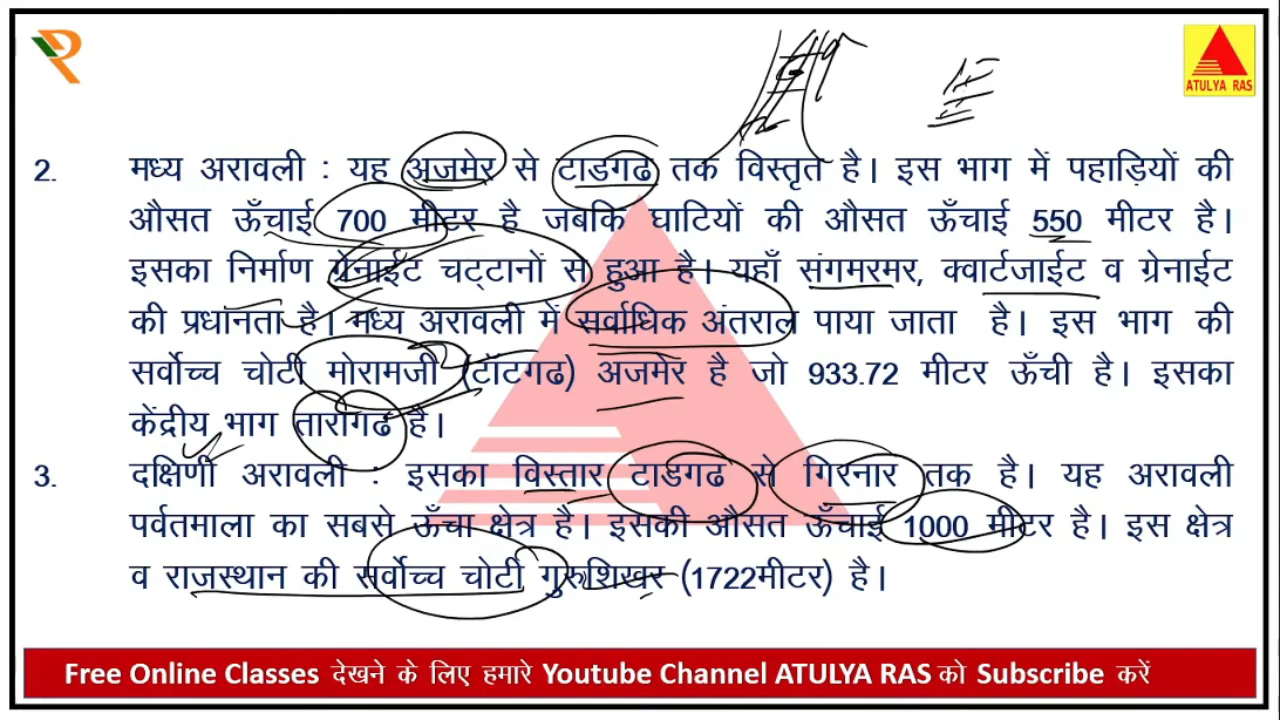 ATULYA RAS
2. मध्य अरावली : यह अजमेर से टाडगढ तक विस्तृत है। इस भाग में पहाड़ियों की
औसत ऊँचाई 700 मीटर है जबकि घाटियों की औसत ऊँचाई 550 मीटर है।
इसका निर्माण ग्रेनाईट चट्टानों से हुआ है। यहाँ संगमरमर, क्वार्टजाईट व ग्रेनाईट
की प्रधानता है। मध्य अरावली में सर्वाधिक अंतराल पाया जाता है। इस भाग की
सर्वोच्च चोटी मोरामजी (टॉटगढ) अजमेर है जो 933.72 मीटर ऊँची है। इसका
केंद्रीय भाग तारागढ है।
3. दक्षिणी अरावली : इसका विस्तार टाडगढ से गिरनार तक है। यह अरावली
पर्वतमाला का सबसे ऊँचा क्षेत्र है। इसकी औसत ऊँचाई 1000 मीटर है। इस क्षेत्र
व राजस्थान की सर्वोच्च चोटी गुरुशिखर (1722मीटर) है।
Free Online Classes देखने के लिए हमारे Youtube Channel ATULYA RAS को Subscribe करें